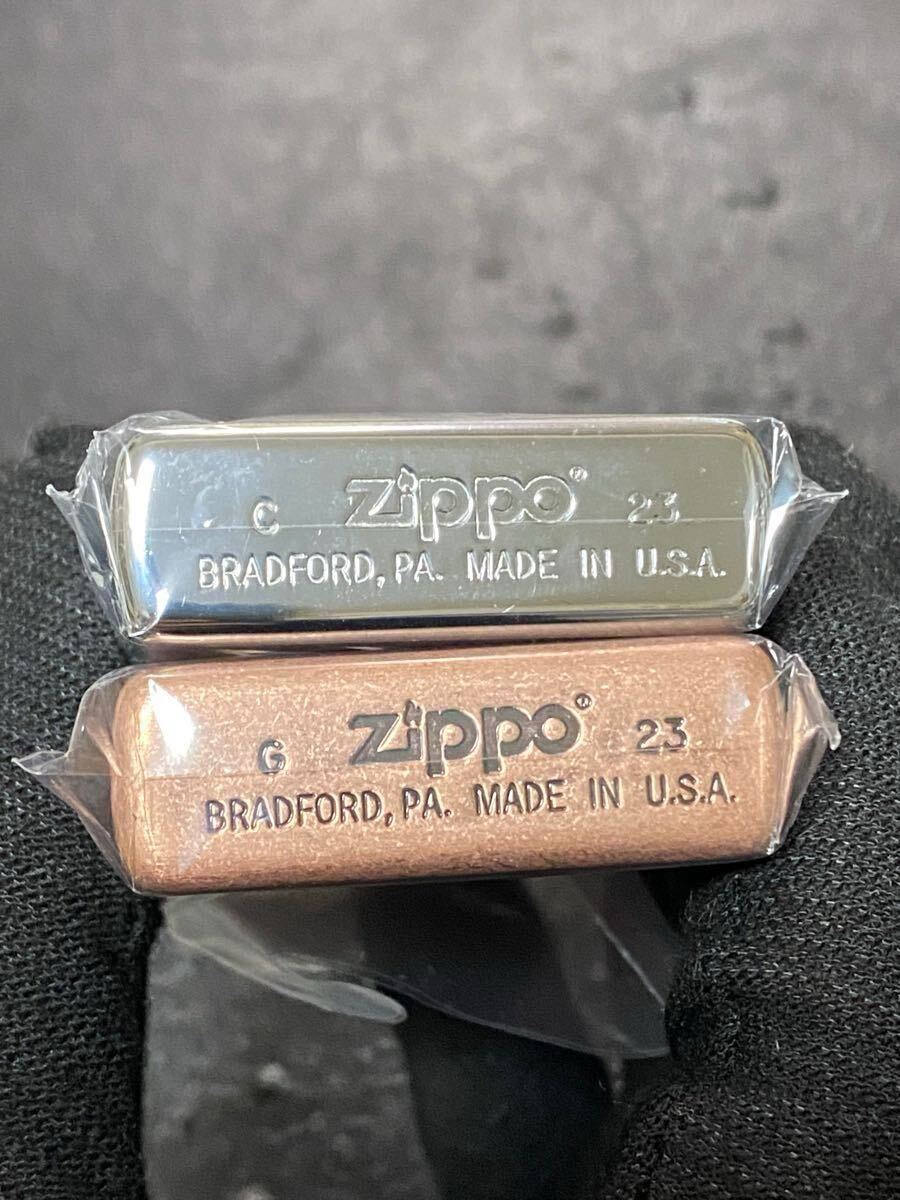 C Zippo® 23
BRADFORD, PA. MADE IN U.S.A.
G Zippo® 23
BRADFORD, PA. MADE IN U.S.A.